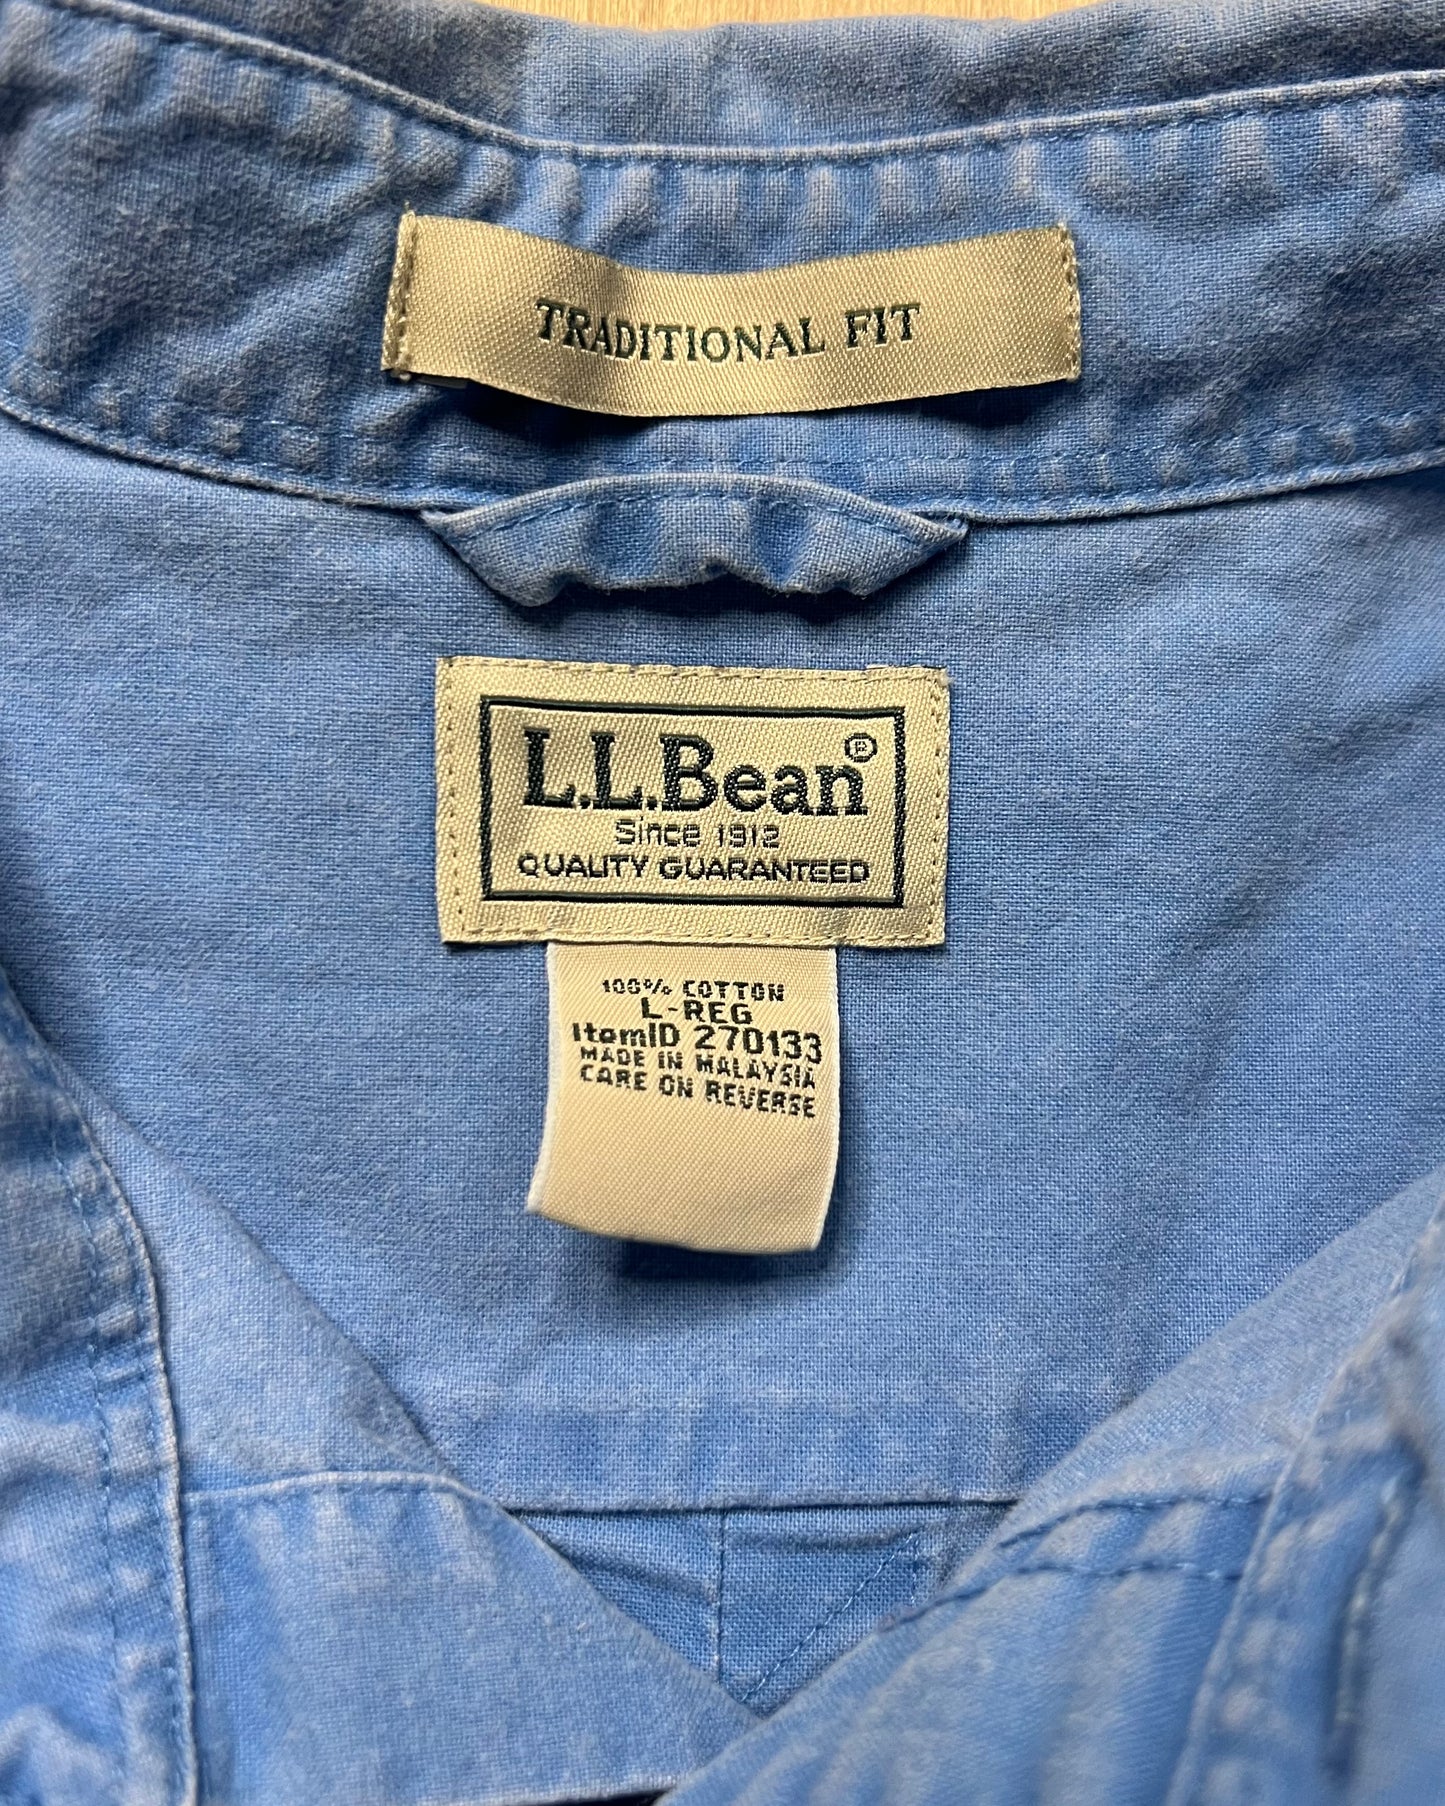 TRADITIONAL FIT
L.L.Bean®
Since 1912
QUALITY GUARANTEED
100% COTTON
L-REG
ItemID 270133
MADE IN MALAYSIA
CARE ON REVERSE